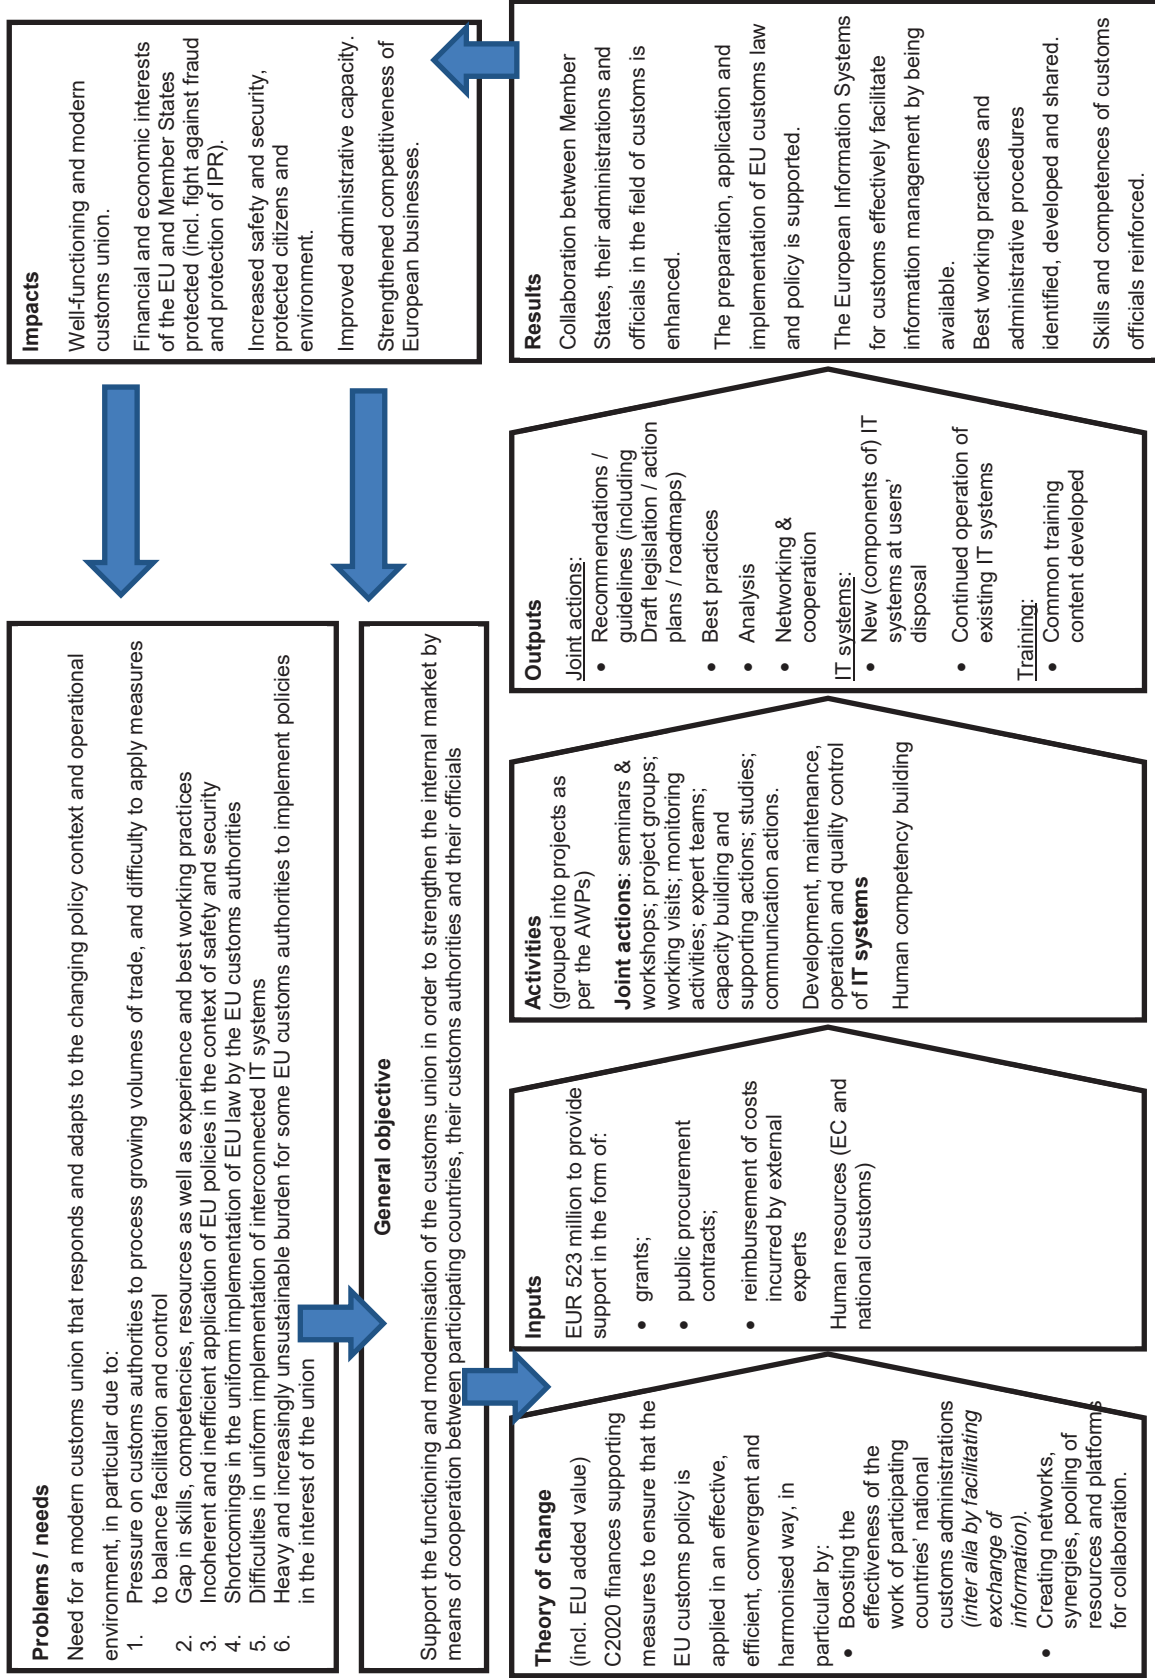 Problems / needs
Need for a modern customs union that responds and adapts to the changing policy context and operational
environment, in particular due to:
1. Pressure on customs authorities to process growing volumes of trade, and difficulty to apply measures
to balance facilitation and control
2. Gap in skills, competencies, resources as well as experience and best working practices
3. Incoherent and inefficient application of EU policies in the context of safety and security
4. Shortcomings in the uniform implementation of EU law by the EU customs authorities
5. Difficulties in uniform implementation of interconnected IT systems
6. Heavy and increasingly unsustainable burden for some EU customs authorities to implement policies
in the interest of the union
Impacts
Well-functioning and modern
customs union.
Financial and economic interests
of the EU and Member States
protected (incl. fight against fraud
and protection of IPR).
Increased safety and security,
protected citizens and
environment.
Improved administrative capacity.
Strengthened competitiveness of
European businesses.
General objective
Support the functioning and modernisation of the customs union in order to strengthen the internal market by
means of cooperation between participating countries, their customs authorities and their officials
Theory of change
(incl. EU added value)
C2020 finances supporting
measures to ensure that the
EU customs policy is
applied in an effective,
efficient, convergent and
harmonised way, in
particular by:
• Boosting the
effectiveness of the
work of participating
countries' national
customs administrations
(inter alia by facilitating
exchange of
information).
• Creating networks,
synergies, pooling of
resources and platforms
for collaboration.
Inputs
EUR 523 million to provide
support in the form of:
• grants;
• public procurement
contracts;
• reimbursement of costs
incurred by external
experts
Human resources (EC and
national customs)
Activities
(grouped into projects as
per the AWPs)
Joint actions: seminars &
workshops; project groups;
working visits; monitoring
activities; expert teams;
capacity building and
supporting actions; studies;
communication actions.
Development, maintenance,
operation and quality control
of IT systems
Human competency building
Outputs
Joint actions:
• Recommendations /
guidelines (including
Draft legislation / action
plans / roadmaps)
• Best practices
• Analysis
• Networking &
cooperation
IT systems:
• New (components of) IT
systems at users'
disposal
• Continued operation of
existing IT systems
Training:
• Common training
content developed
Results
Collaboration between Member
States, their administrations and
officials in the field of customs is
enhanced.
The preparation, application and
implementation of EU customs law
and policy is supported.
The European Information Systems
for customs effectively facilitate
information management by being
available.
Best working practices and
administrative procedures
identified, developed and shared.
Skills and competences of customs
officials reinforced.